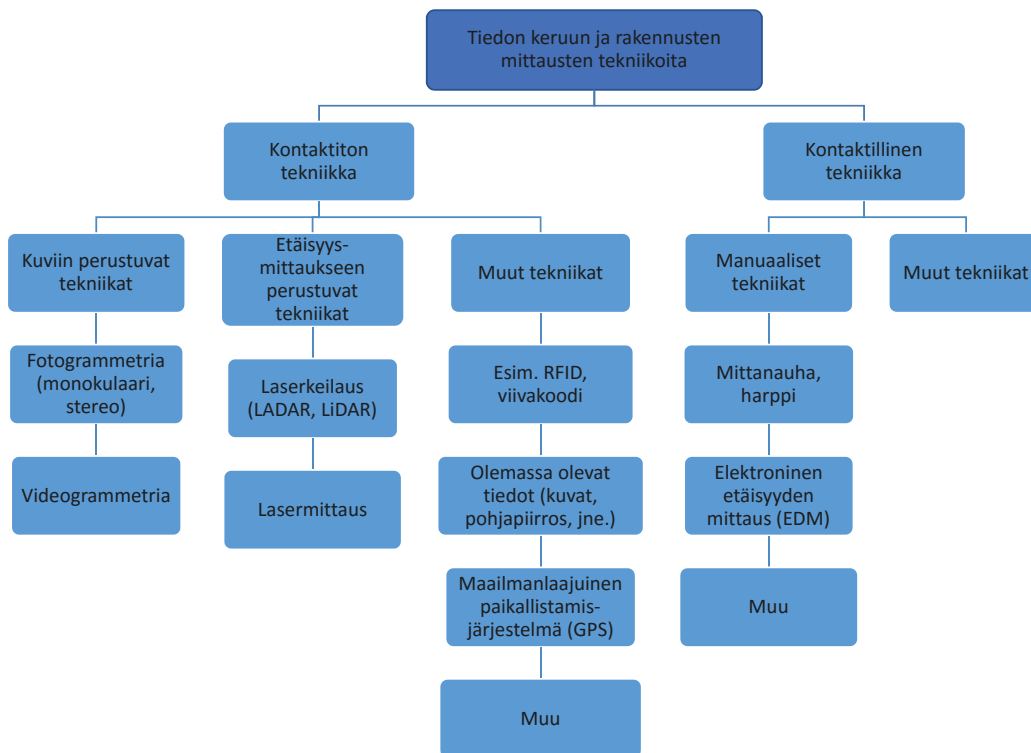 Tiedon keruun ja rakennusten
mittausten tekniikoita
Kontaktiton
tekniikka
Kontaktillinen
tekniikka
Kuviin perustuvat
tekniikat
Etäisyys-
mittaukseen
perustuvat
tekniikat
Muut tekniikat
Manuaaliset
tekniikat
Muut tekniikat
Fotogrammetria
(monokulaari,
stereo)
Laserkeilaus
(LADAR, LiDAR)
Esim. RFID,
viivakoodi
Mittanauha,
harppi
Videogrammetria
Lasermittaus
Olemassa olevat
tiedot (kuvat,
pohjapiirros, jne.)
Elektroninen
etäisyyden
mittaus (EDM)
Maailmanlaajuinen
paikallistamis-
järjestelmä (GPS)
Muu
Muu